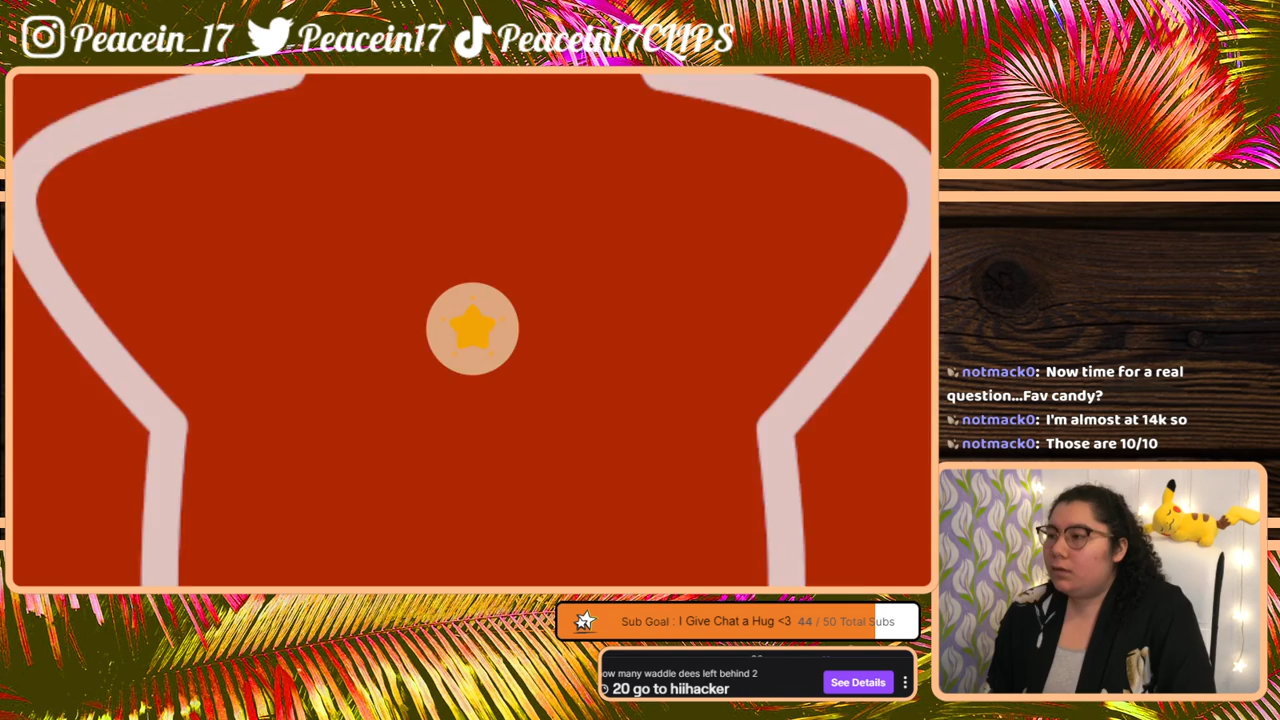 Peacein_17 Peacein17 Peacein17ClIPS
notmack0: Now time for a real
question...Fav candy?
notmack0: I'm almost at 14k so
notmack0: Those are 10/10
Sub Goal : I Give Chat a Hug <3 44 / 50 Total Subs
ow many waddle dees left behind 2
20 go to hiihacker
See Details